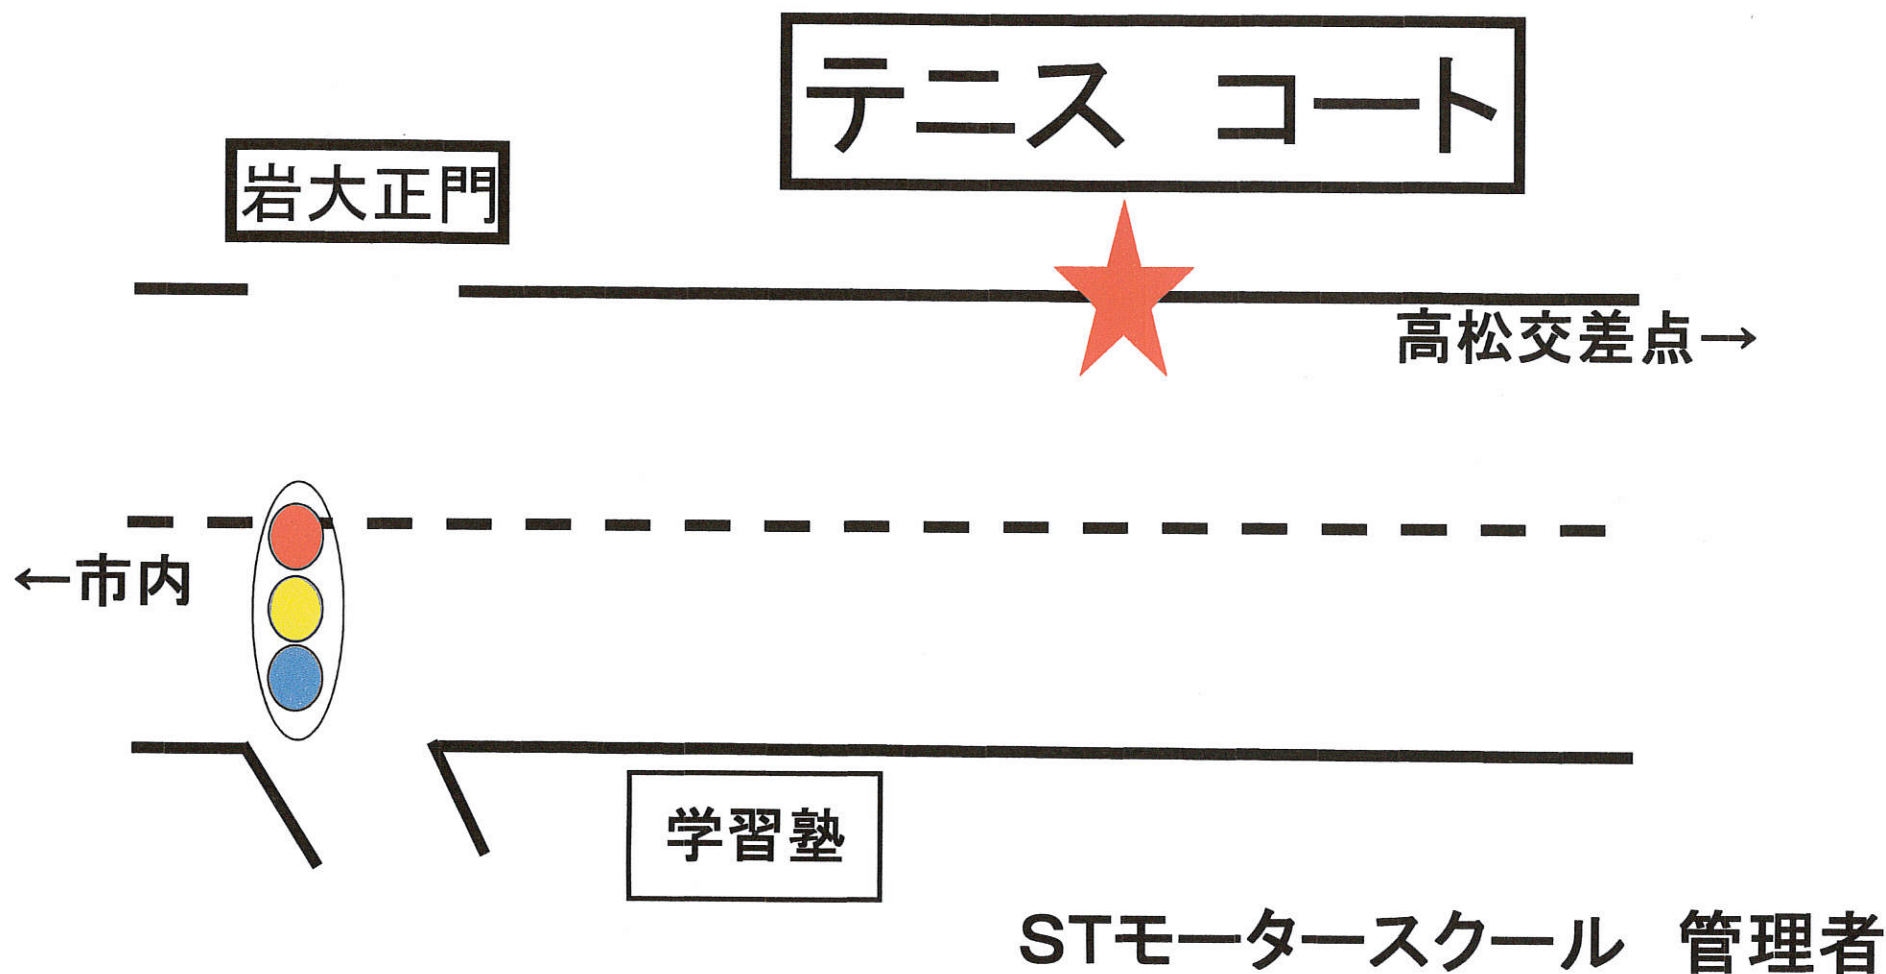 テニス コート
岩大正門
高松交差点→
←市内
学習塾
STモータースクール 管理者